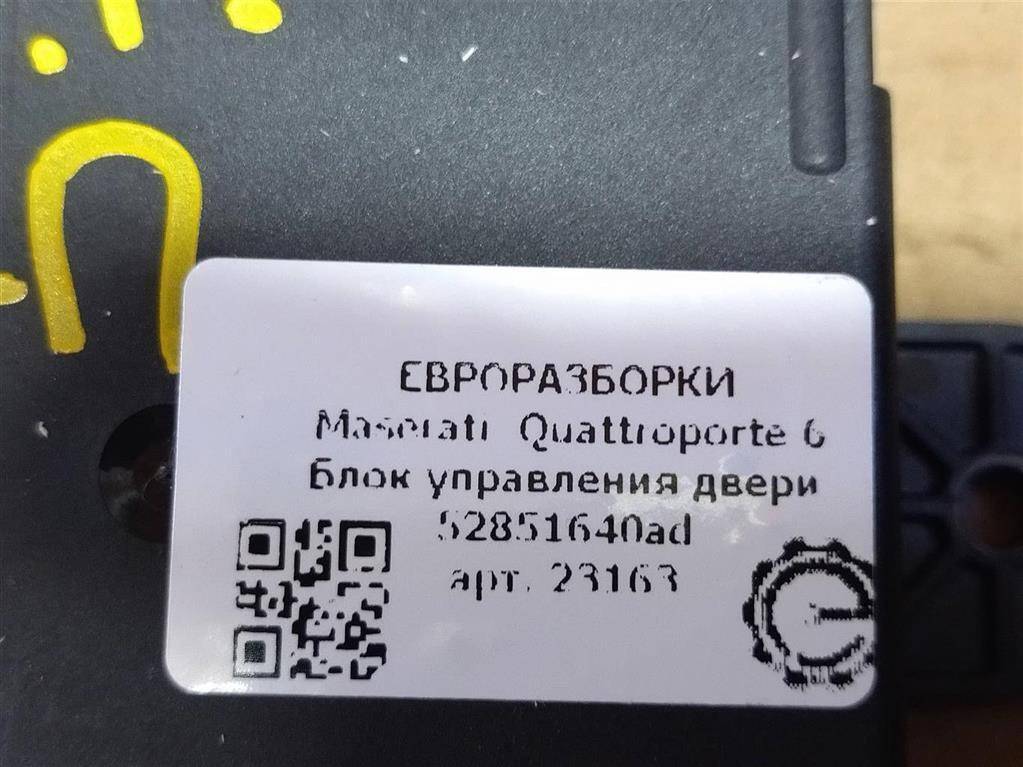 ЕВРОРАЗБОРКИ
Maserati Quattroporte 6
Блок управления двери
52851640ad
арт. 23163